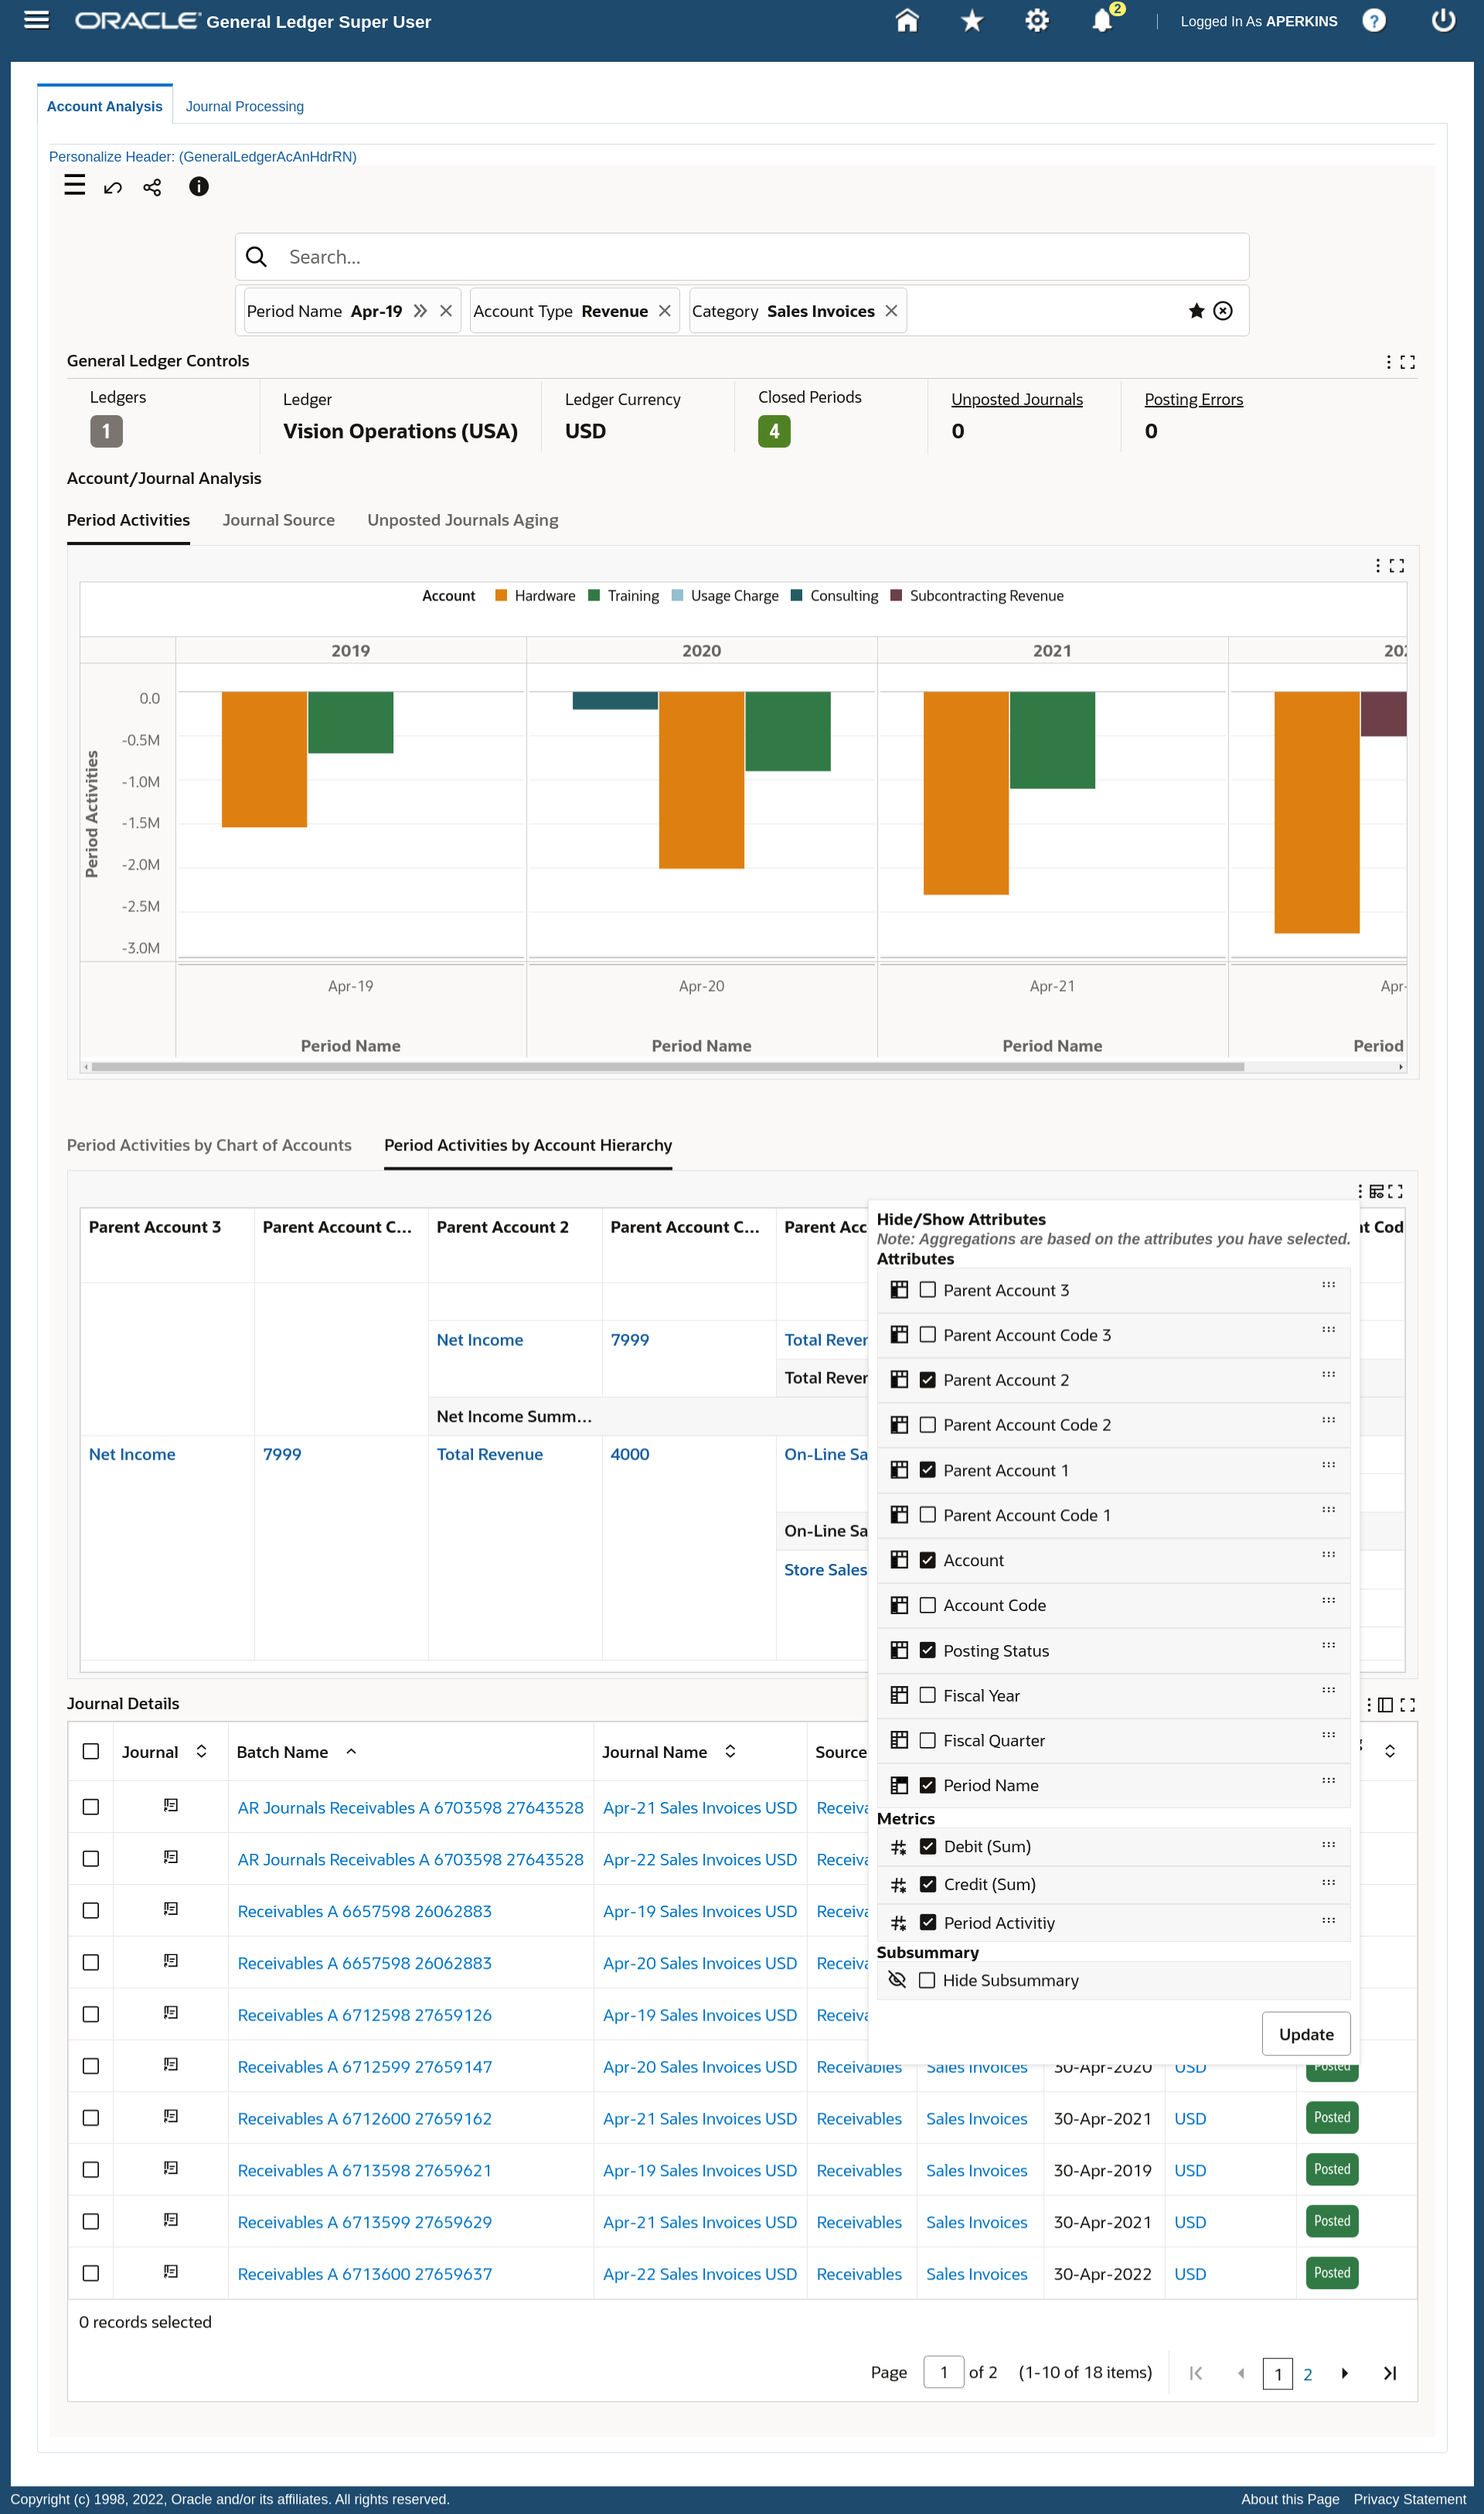 ORACLE General Ledger Super User 2 Logged In As APERKINS ?
Account Analysis Journal Processing
Personalize Header: (GeneralLedgerAcAnHdrRN)
Search...
Period Name Apr-19 Account Type Revenue Category Sales Invoices
General Ledger Controls
Ledgers Ledger Ledger Currency Closed Periods Unposted Journals Posting Errors
1 Vision Operations (USA) USD 4 0 0
Account/Journal Analysis
Period Activities Journal Source Unposted Journals Aging
Account Hardware Training Usage Charge Consulting Subcontracting Revenue
2019 2020 2021
0.0
-0.5M
-1.0M
-1.5M
-2.0M
-2.5M
-3.0M
Period Activities
Apr-19 Apr-20 Apr-21 Apr-
Period Name Period Name Period Name Period
Period Activities by Chart of Accounts Period Activities by Account Hierarchy
Parent Account 3 Parent Account C... Parent Account 2 Parent Account C... Parent Acc nt Cod
Net Income 7999 Total Rever
Total Rever
Net Income Summ...
Net Income 7999 Total Revenue 4000 On-Line Sa
On-Line Sa
Store Sales
Hide/Show Attributes
Note: Aggregations are based on the attributes you have selected.
Attributes
Parent Account 3
Parent Account Code 3
Parent Account 2
Parent Account Code 2
Parent Account 1
Parent Account Code 1
Account
Account Code
Posting Status
Fiscal Year
Fiscal Quarter
Period Name
Metrics
Debit (Sum)
Credit (Sum)
Period Activitiy
Subsummary
Hide Subsummary
Update
Journal Details
Journal Batch Name Journal Name Source
AR Journals Receivables A 6703598 27643528 Apr-21 Sales Invoices USD Receiva
AR Journals Receivables A 6703598 27643528 Apr-22 Sales Invoices USD Receiva
Receivables A 6657598 26062883 Apr-19 Sales Invoices USD Receiva
Receivables A 6657598 26062883 Apr-20 Sales Invoices USD Receiva
Receivables A 6712598 27659126 Apr-19 Sales Invoices USD Receiva
Receivables A 6712599 27659147 Apr-20 Sales Invoices USD Receivables Sales Invoices 30-Apr-2020 USD Posted
Receivables A 6712600 27659162 Apr-21 Sales Invoices USD Receivables Sales Invoices 30-Apr-2021 USD Posted
Receivables A 6713598 27659621 Apr-19 Sales Invoices USD Receivables Sales Invoices 30-Apr-2019 USD Posted
Receivables A 6713599 27659629 Apr-21 Sales Invoices USD Receivables Sales Invoices 30-Apr-2021 USD Posted
Receivables A 6713600 27659637 Apr-22 Sales Invoices USD Receivables Sales Invoices 30-Apr-2022 USD Posted
0 records selected
Page 1 of 2 (1-10 of 18 items) 1 2
Copyright (c) 1998, 2022, Oracle and/or its affiliates. All rights reserved. About this Page Privacy Statement